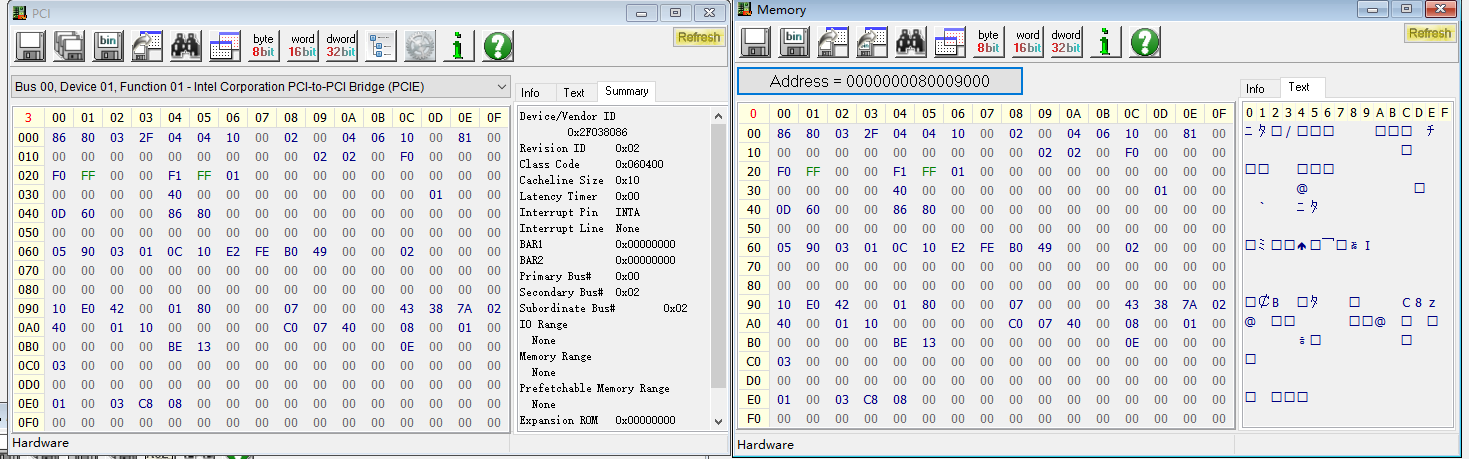 PCI
byte 8bit
word 16bit
dword 32bit
Refresh
Bus 00, Device 01, Function 01 - Intel Corporation PCI-to-PCI Bridge (PCIE)
3 00 01 02 03 04 05 06 07 08 09 0A 0B 0C 0D 0E 0F
000 86 80 03 2F 04 04 10 00 02 00 04 06 10 00 81 00
010 00 00 00 00 00 00 00 00 00 02 02 00 F0 00 00 00
020 F0 FF 00 00 F1 FF 01 00 00 00 00 00 00 00 00 00
030 00 00 00 00 40 00 00 00 00 00 00 00 00 01 00 00
040 0D 60 00 00 86 80 00 00 00 00 00 00 00 00 00 00
050 00 00 00 00 00 00 00 00 00 00 00 00 00 00 00 00
060 05 90 03 01 0C 10 E2 FE B0 49 00 00 02 00 00 00
070 00 00 00 00 00 00 00 00 00 00 00 00 00 00 00 00
080 00 00 00 00 00 00 00 00 00 00 00 00 00 00 00 00
090 10 E0 42 00 01 80 00 00 07 00 00 00 43 38 7A 02
0A0 40 00 01 10 00 00 00 00 C0 07 40 00 08 00 01 00
0B0 00 00 00 00 BE 13 00 00 00 00 00 00 0E 00 00 00
0C0 03 00 00 00 00 00 00 00 00 00 00 00 00 00 00 00
0D0 00 00 00 00 00 00 00 00 00 00 00 00 00 00 00 00
0E0 01 00 03 C8 08 00 00 00 00 00 00 00 00 00 00 00
0F0 00 00 00 00 00 00 00 00 00 00 00 00 00 00 00 00
Info Text Summary
Device/Vendor ID
0x2F038086
Revision ID 0x02
Class Code 0x060400
Cacheline Size 0x10
Latency Timer 0x00
Interrupt Pin INTA
Interrupt Line None
BAR1 0x00000000
BAR2 0x00000000
Primary Bus# 0x00
Secondary Bus# 0x02
Subordinate Bus# 0x02
IO Range
None
Memory Range
None
Prefetchable Memory Range
None
Expansion ROM 0x00000000
Hardware
Memory
byte 8bit
word 16bit
dword 32bit
Refresh
Address = 0000000080009000
0 00 01 02 03 04 05 06 07 08 09 0A 0B 0C 0D 0E 0F
00 86 80 03 2F 04 04 10 00 02 00 04 06 10 00 81 00
10 00 00 00 00 00 00 00 00 00 02 02 00 F0 00 00 00
20 F0 FF 00 00 F1 FF 01 00 00 00 00 00 00 00 00 00
30 00 00 00 00 40 00 00 00 00 00 00 00 00 01 00 00
40 0D 60 00 00 86 80 00 00 00 00 00 00 00 00 00 00
50 00 00 00 00 00 00 00 00 00 00 00 00 00 00 00 00
60 05 90 03 01 0C 10 E2 FE B0 49 00 00 02 00 00 00
70 00 00 00 00 00 00 00 00 00 00 00 00 00 00 00 00
80 00 00 00 00 00 00 00 00 00 00 00 00 00 00 00 00
90 10 E0 42 00 01 80 00 00 07 00 00 00 43 38 7A 02
A0 40 00 01 10 00 00 00 00 C0 07 40 00 08 00 01 00
B0 00 00 00 00 BE 13 00 00 00 00 00 00 0E 00 00 00
C0 03 00 00 00 00 00 00 00 00 00 00 00 00 00 00 00
D0 00 00 00 00 00 00 00 00 00 00 00 00 00 00 00 00
E0 01 00 03 C8 08 00 00 00 00 00 00 00 00 00 00 00
F0 00 00 00 00 00 00 00 00 00 00 00 00 00 00 00 00
Info Text
0 1 2 3 4 5 6 7 8 9 A B C D E F
/
@
`
I
B C 8 z
@ @
Hardware